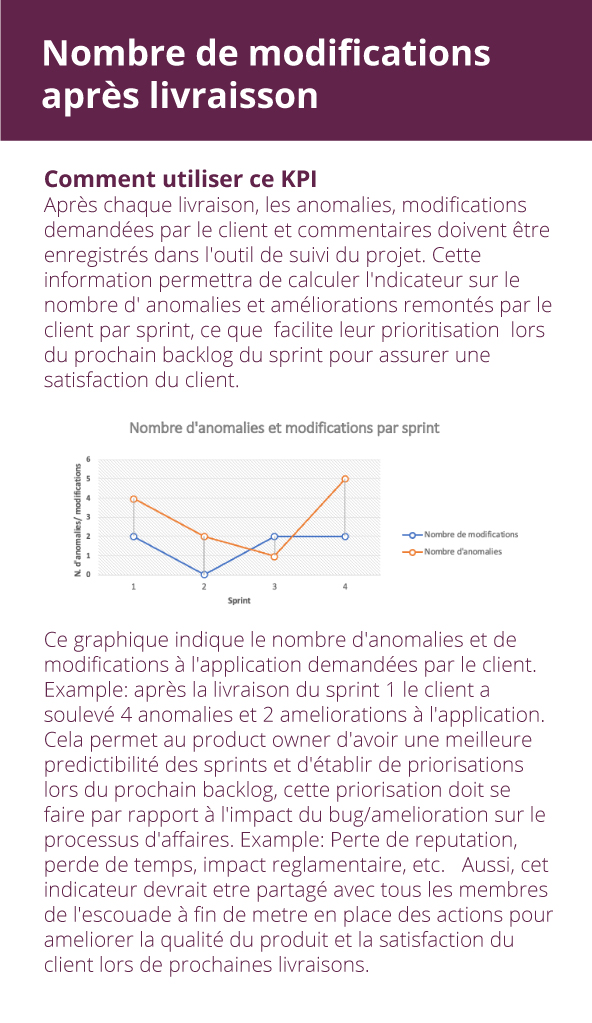 Nombre de modifications
après livraisson
Comment utiliser ce KPI
Après chaque livraison, les anomalies, modifications
demandées par le client et commentaires doivent être
enregistrés dans l'outil de suivi du projet. Cette
information permettra de calculer l'ndicateur sur le
nombre d' anomalies et améliorations remontés par le
client par sprint, ce que  facilite leur prioritisation  lors
du prochain backlog du sprint pour assurer une
satisfaction du client.
Nombre d'anomalies et modifications par sprint
N. d'anomalies/ modifications
6
5
4
3
2
1
0
1 2 3 4
Sprint
Nombre de modifications
Nombre d'anomalies
Ce graphique indique le nombre d'anomalies et de
modifications à l'application demandées par le client.
Example: après la livraison du sprint 1 le client a
soulevé 4 anomalies et 2 ameliorations à l'application.
Cela permet au product owner d'avoir une meilleure
predictibilité des sprints et d'établir de priorisations
lors du prochain backlog, cette priorisation doit se
faire par rapport à l'impact du bug/amelioration sur le
processus d'affaires. Example: Perte de reputation,
perde de temps, impact reglamentaire, etc.   Aussi, cet
indicateur devrait etre partagé avec tous les membres
de l'escouade à fin de metre en place des actions pour
ameliorer la qualité du produit et la satisfaction du
client lors de prochaines livraisons.